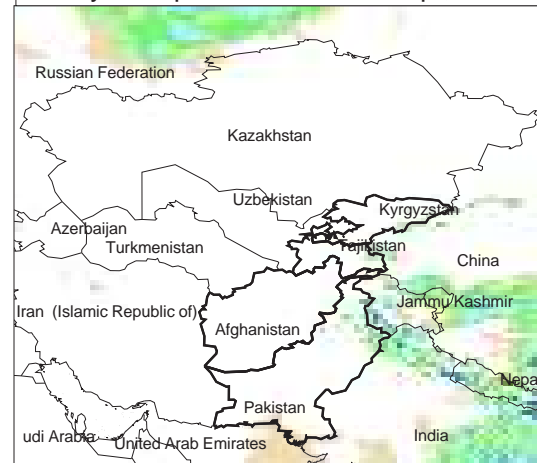 Russian Federation
Kazakhstan
Uzbekistan
Kyrgyzstan
Azerbaijan
Turkmenistan
Tajikistan
China
Iran (Islamic Republic of)
Jammu/Kashmir
Afghanistan
Nepa
Pakistan
udi Arabia
United Arab Emirates
India